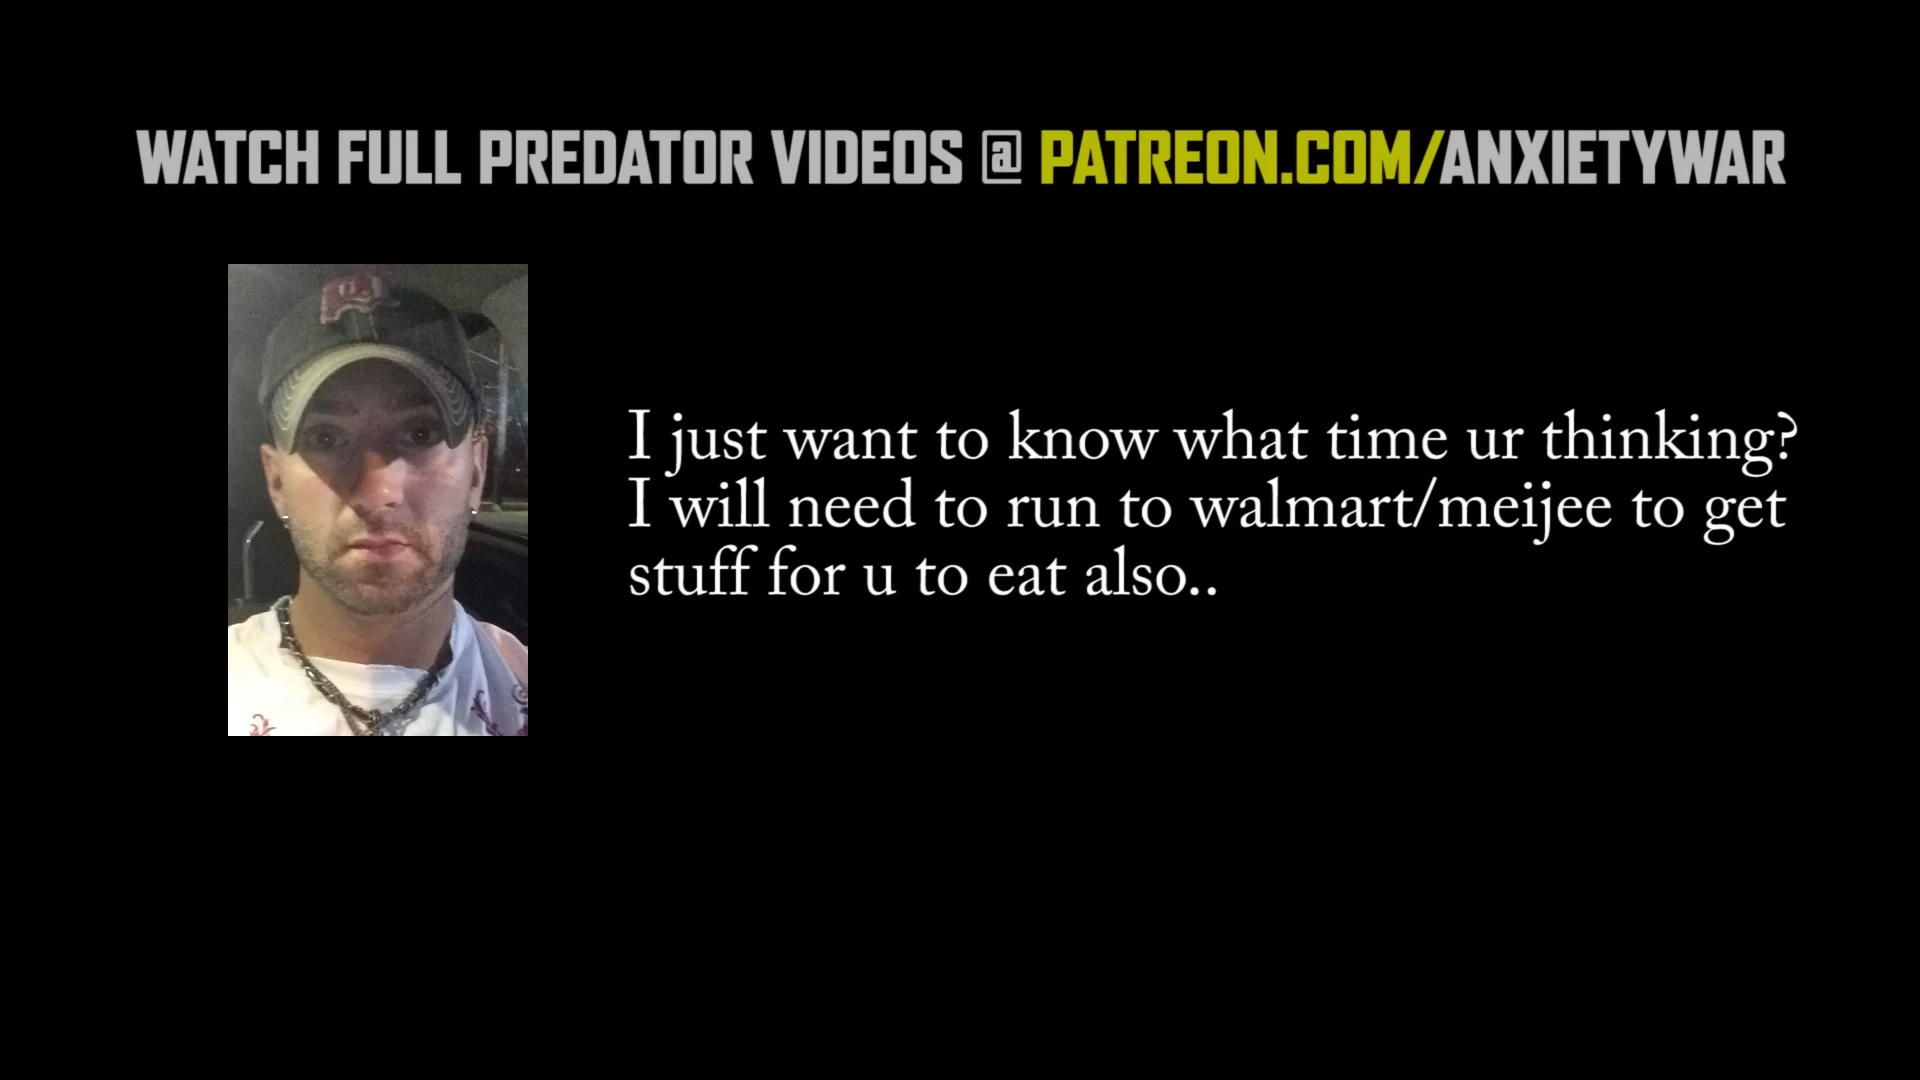 WATCH FULL PREDATOR VIDEOS @ PATREON.COM/ANXIETYWAR
I just want to know what time ur thinking?
I will need to run to walmart/meijee to get
stuff for u to eat also..